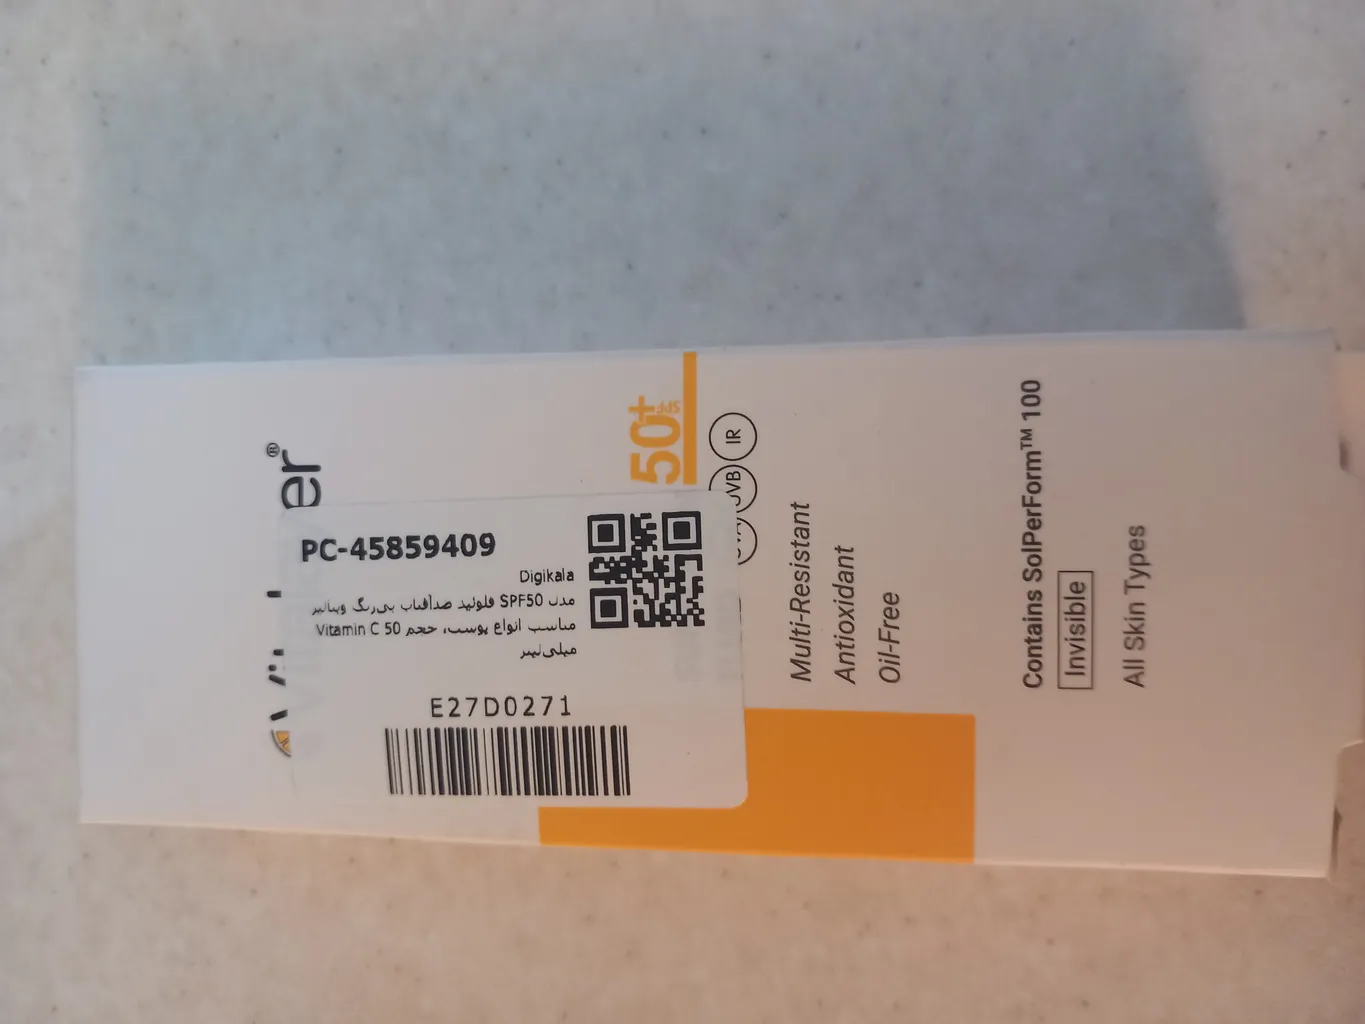 er®
50+
SPF
UVB
IR
Multi-Resistant
Antioxidant
Oil-Free
Contains SolPerForm™ 100
Invisible
All Skin Types
PC-45859409
Digikala
فلوئید ضدآفتاب بی‌رنگ ویتالیر SPF50 مدل
Vitamin C مناسب انواع پوست، حجم 50
میلی‌لیتر
E27D0271